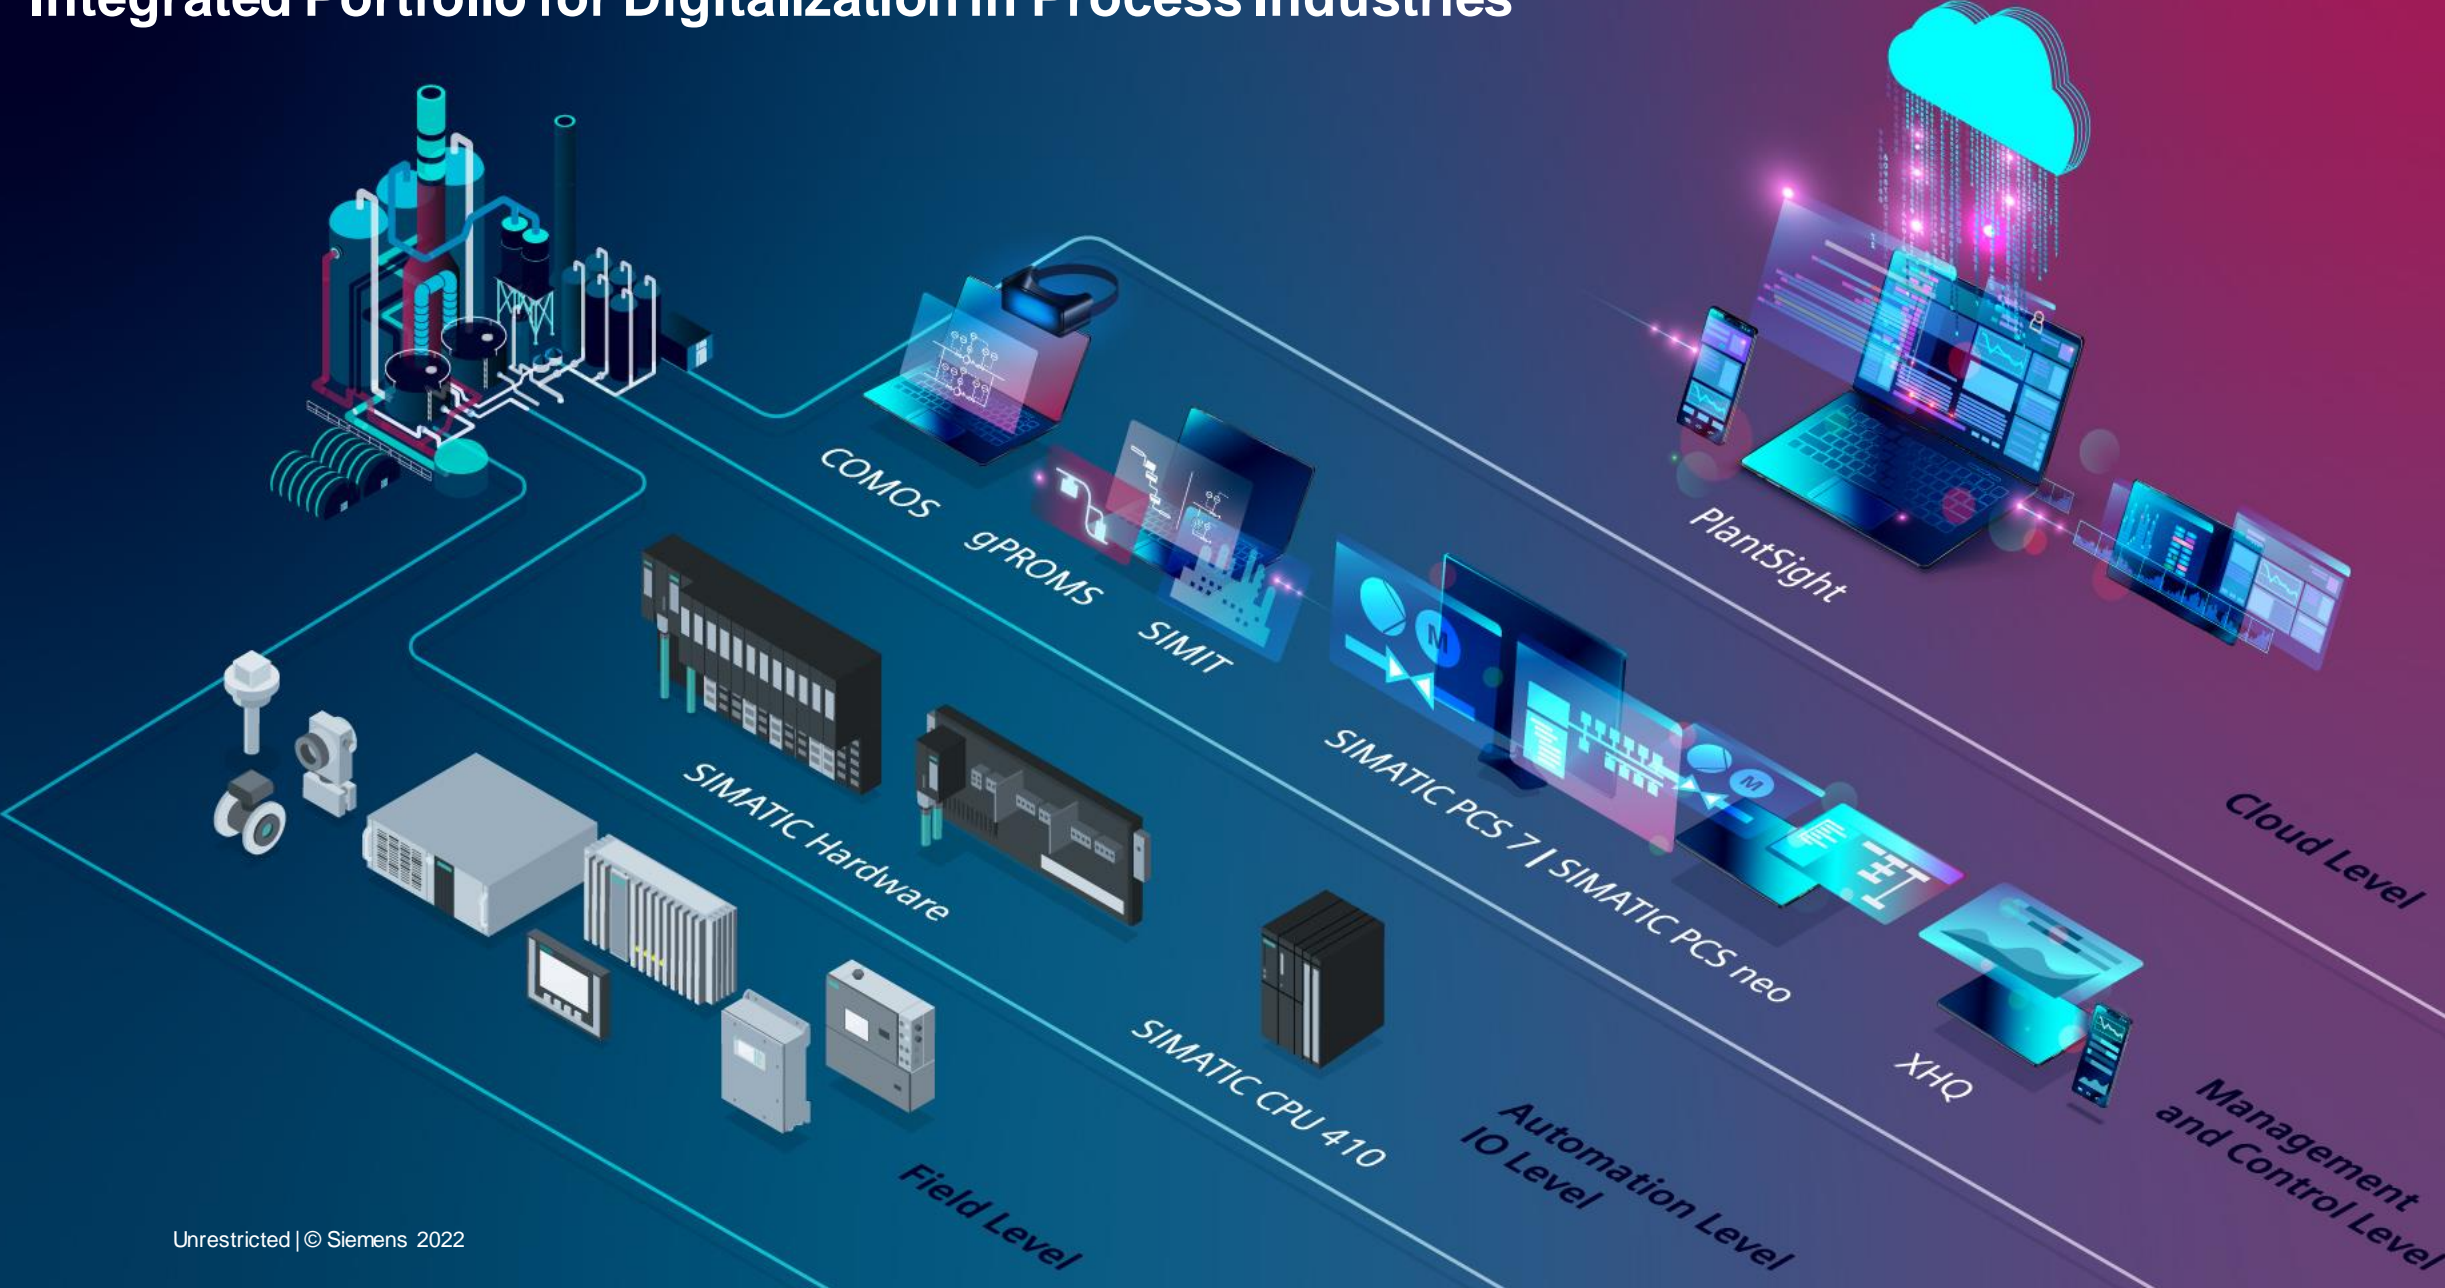 Integrated Portfolio for Digitalization in Process Industries
COMOS
gPROMS
SIMIT
PlantSight
SIMATIC Hardware
SIMATIC PCS 7 | SIMATIC PCS neo
M
M
SIMATIC CPU 410
XHQ
Cloud Level
Management
and Control Level
Automation Level
IO Level
Field Level
Unrestricted | © Siemens 2022